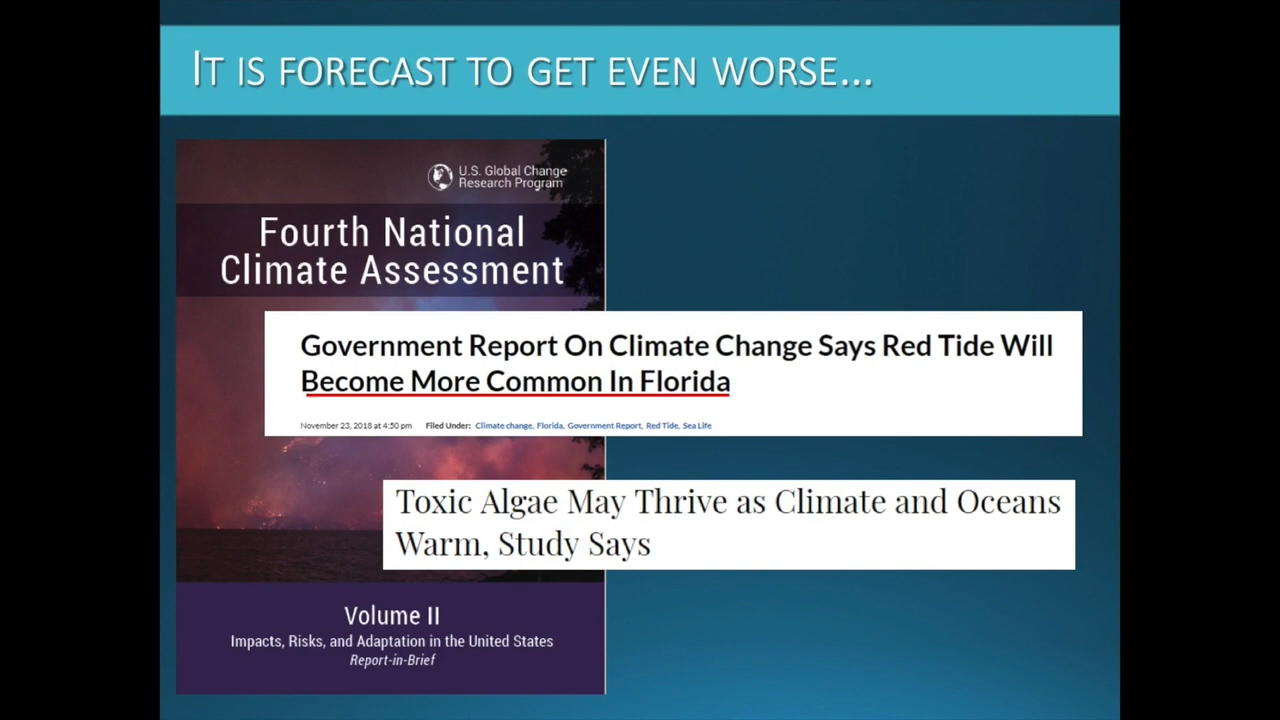 IT IS FORECAST TO GET EVEN WORSE...
U.S. Global Change
Research Program
Fourth National
Climate Assessment
Government Report On Climate Change Says Red Tide Will
Become More Common In Florida
November 23, 2018 at 4:50 pm Filed Under: Climate change, Florida, Government Report, Red Tide, Sea Life
Toxic Algae May Thrive as Climate and Oceans
Warm, Study Says
Volume II
Impacts, Risks, and Adaptation in the United States
Report-in-Brief